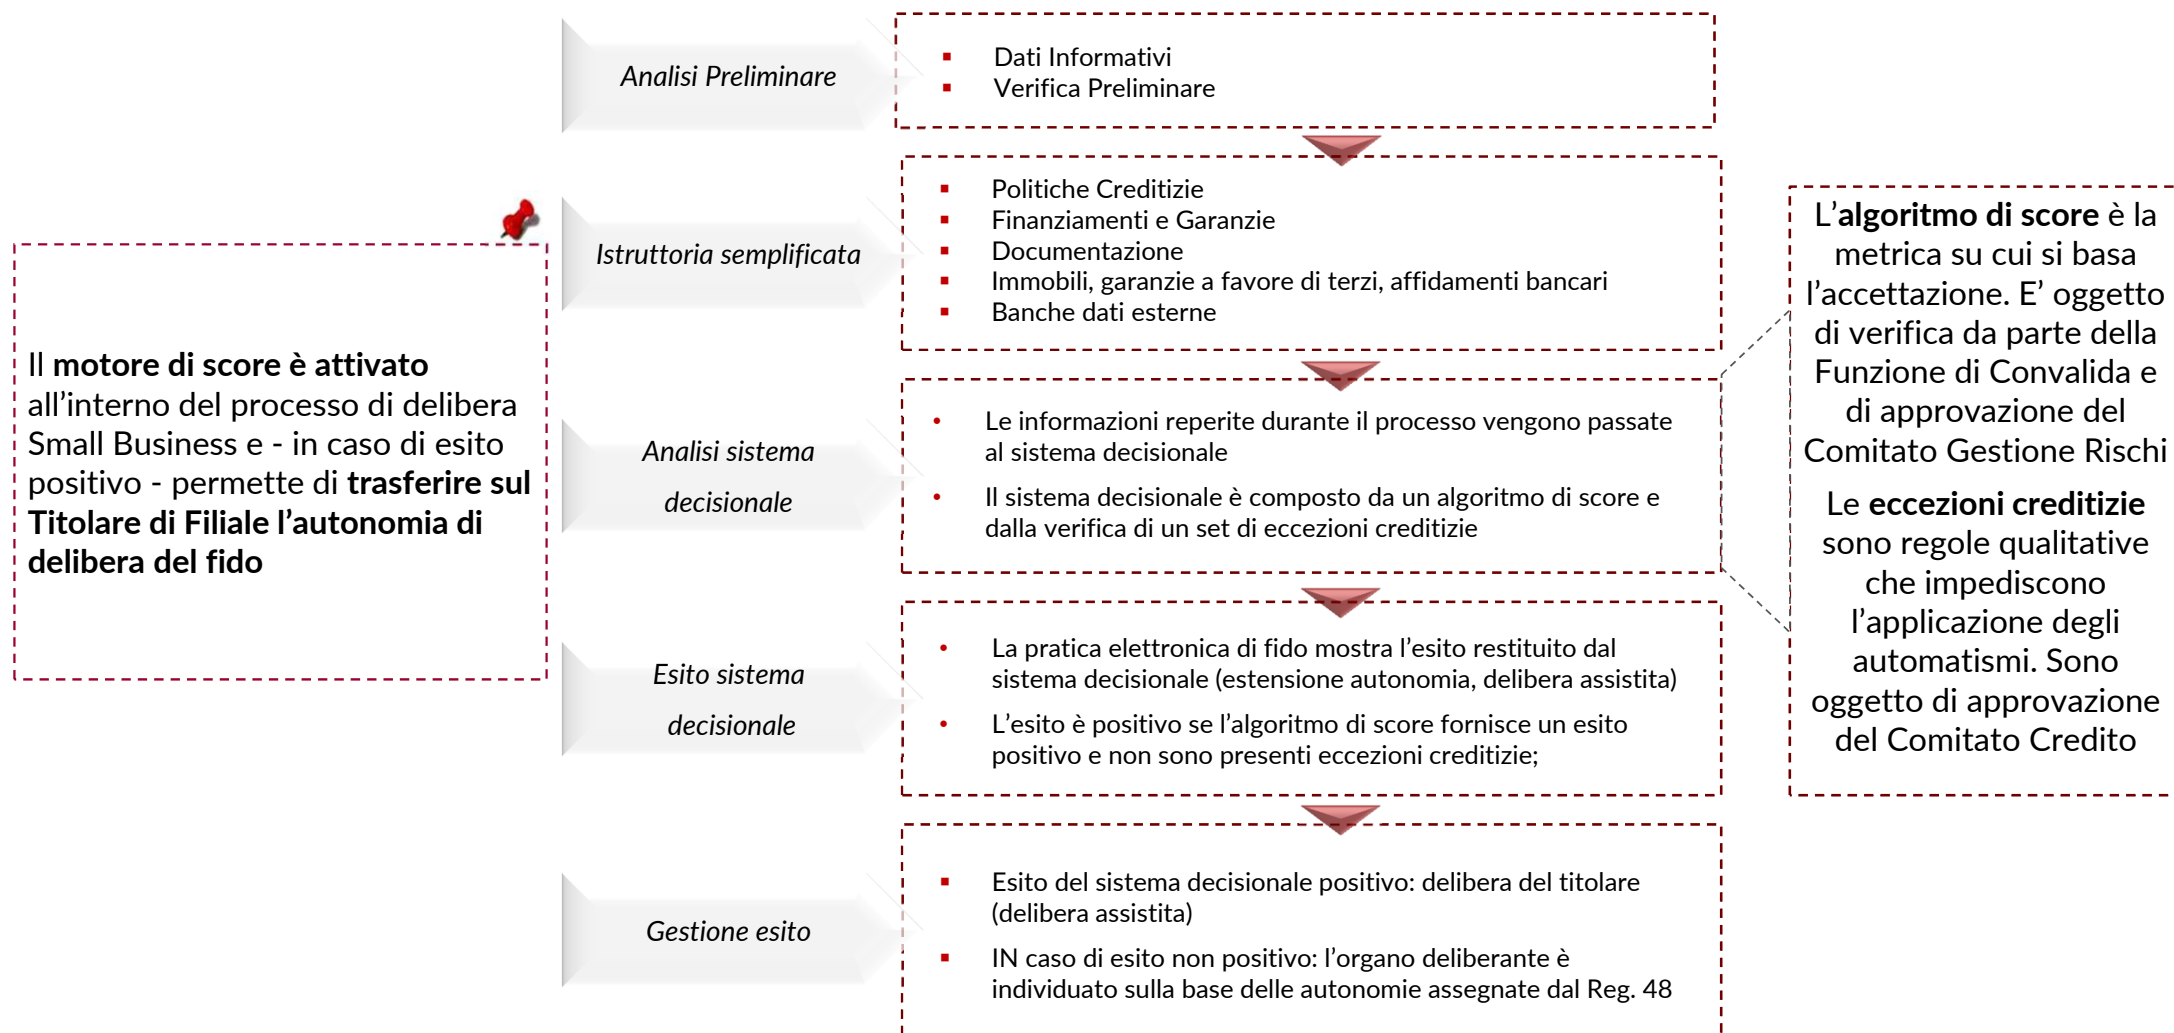 Il motore di score è attivato
all'interno del processo di delibera
Small Business e - in caso di esito
positivo - permette di trasferire sul
Titolare di Filiale l'autonomia di
delibera del fido
Analisi Preliminare
▪ Dati Informativi
▪ Verifica Preliminare
Istruttoria semplificata
▪ Politiche Creditizie
▪ Finanziamenti e Garanzie
▪ Documentazione
▪ Immobili, garanzie a favore di terzi, affidamenti bancari
▪ Banche dati esterne
Analisi sistema
decisionale
• Le informazioni reperite durante il processo vengono passate
al sistema decisionale
• Il sistema decisionale è composto da un algoritmo di score e
dalla verifica di un set di eccezioni creditizie
Esito sistema
decisionale
• La pratica elettronica di fido mostra l'esito restituito dal
sistema decisionale (estensione autonomia, delibera assistita)
• L'esito è positivo se l'algoritmo di score fornisce un esito
positivo e non sono presenti eccezioni creditizie;
Gestione esito
▪ Esito del sistema decisionale positivo: delibera del titolare
(delibera assistita)
▪ IN caso di esito non positivo: l'organo deliberante è
individuato sulla base delle autonomie assegnate dal Reg. 48
L'algoritmo di score è la
metrica su cui si basa
l'accettazione. E' oggetto
di verifica da parte della
Funzione di Convalida e
di approvazione del
Comitato Gestione Rischi
Le eccezioni creditizie
sono regole qualitative
che impediscono
l'applicazione degli
automatismi. Sono
oggetto di approvazione
del Comitato Credito